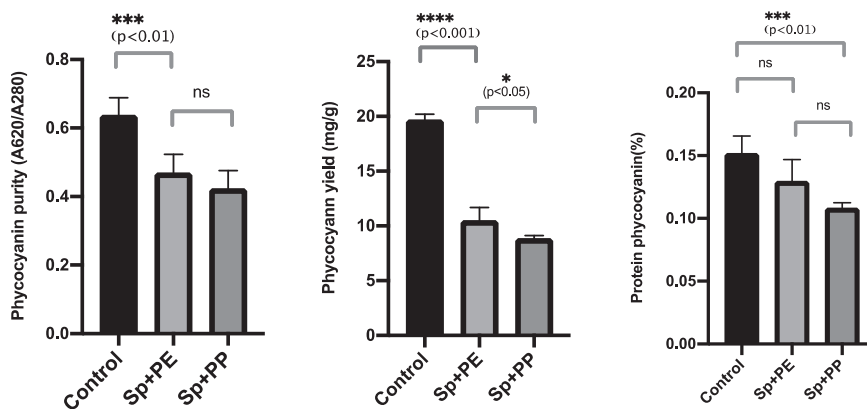 ***
(p<0.01)
ns
Phycocyanin purity (A620/A280)
0.8
0.6
0.4
0.2
0.0
Control
Sp+PE
Sp+PP
****
(p<0.001)
*
(p<0.05)
Phycocyann yield (mg/g)
25
20
15
10
5
0
Control
Sp+PE
Sp+PP
***
(p<0.01)
ns
ns
Protein phycocyanin(%)
0.20
0.15
0.10
0.05
0.00
Control
Sp+PE
Sp+PP